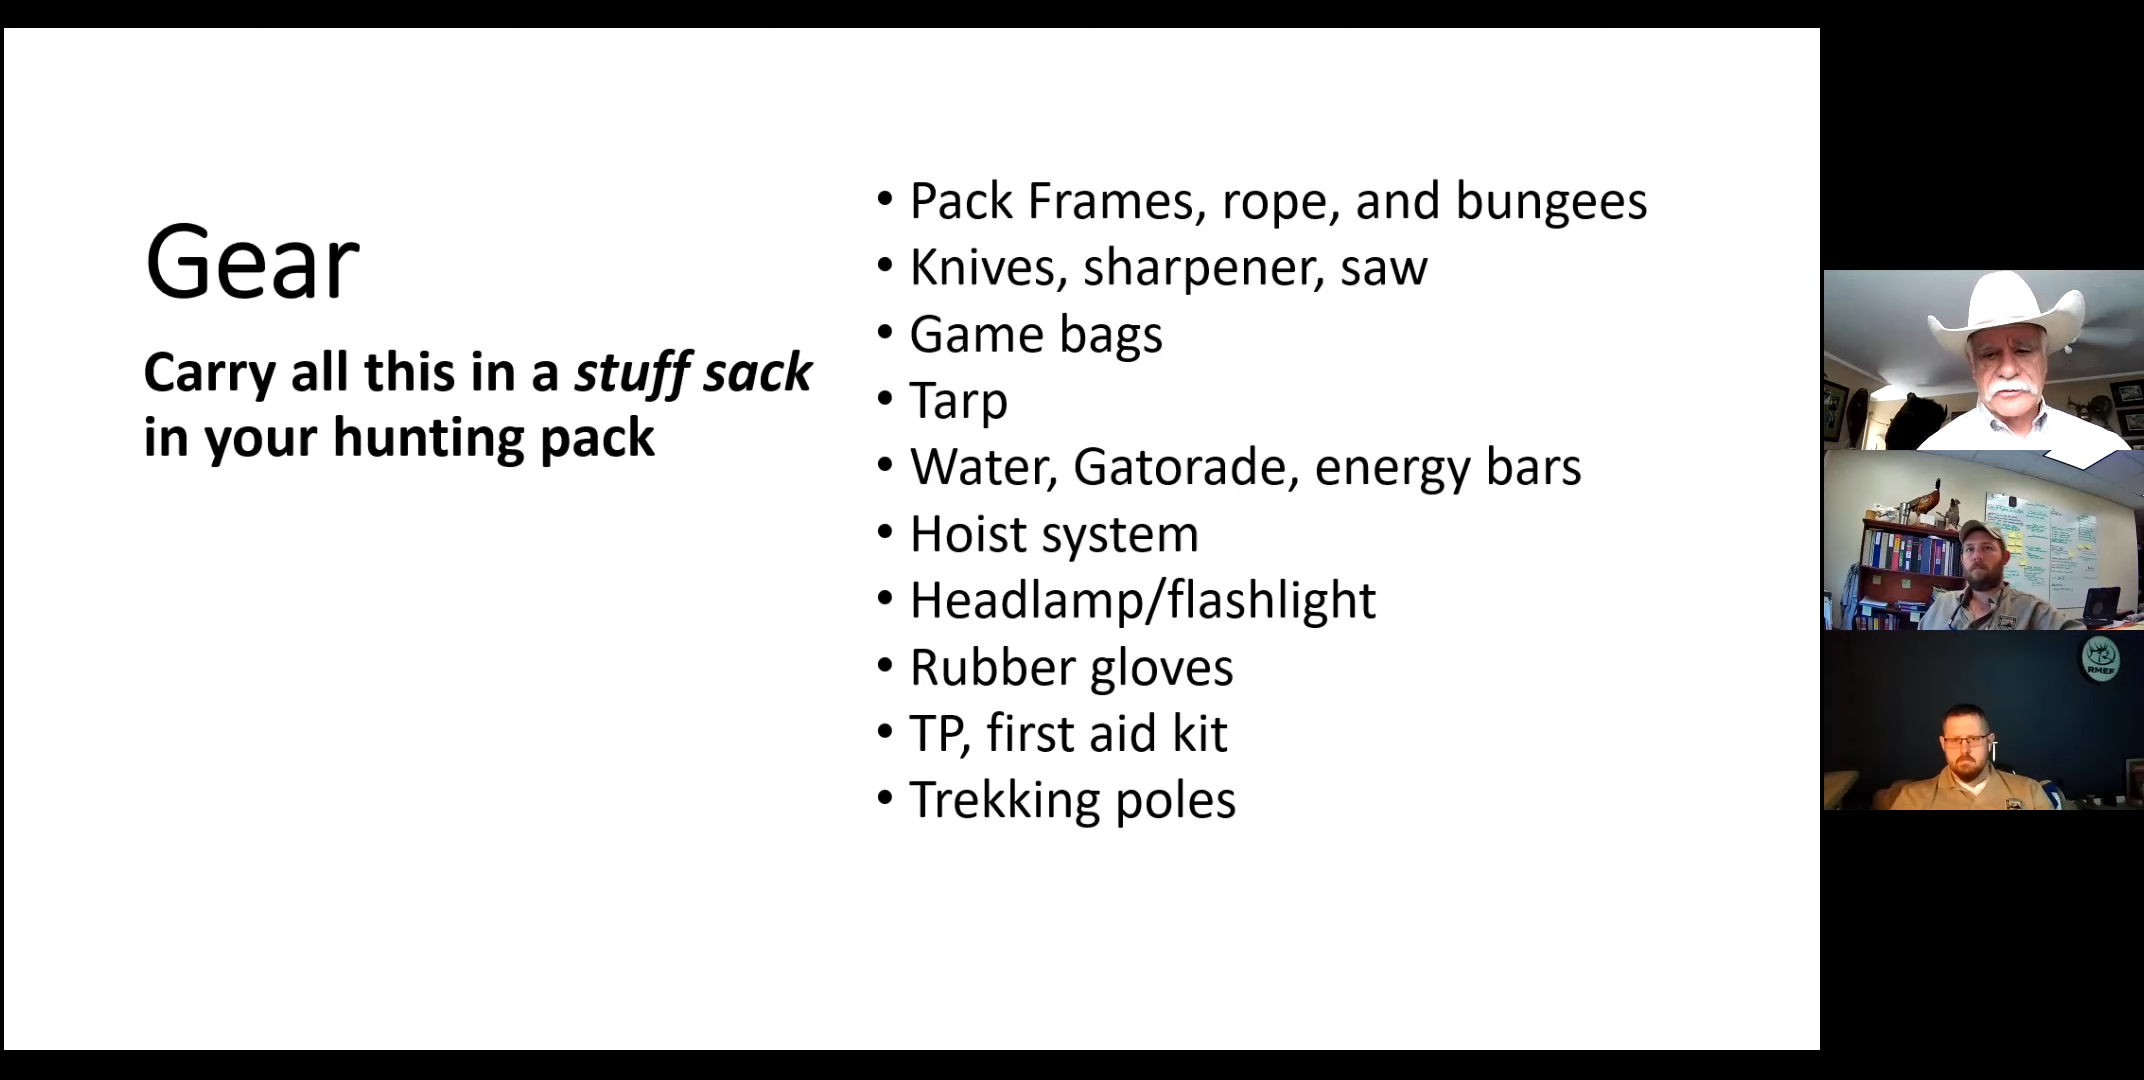 Gear
Carry all this in a stuff sack
in your hunting pack
• Pack Frames, rope, and bungees
• Knives, sharpener, saw
• Game bags
• Tarp
• Water, Gatorade, energy bars
• Hoist system
• Headlamp/flashlight
• Rubber gloves
• TP, first aid kit
• Trekking poles
RMEF